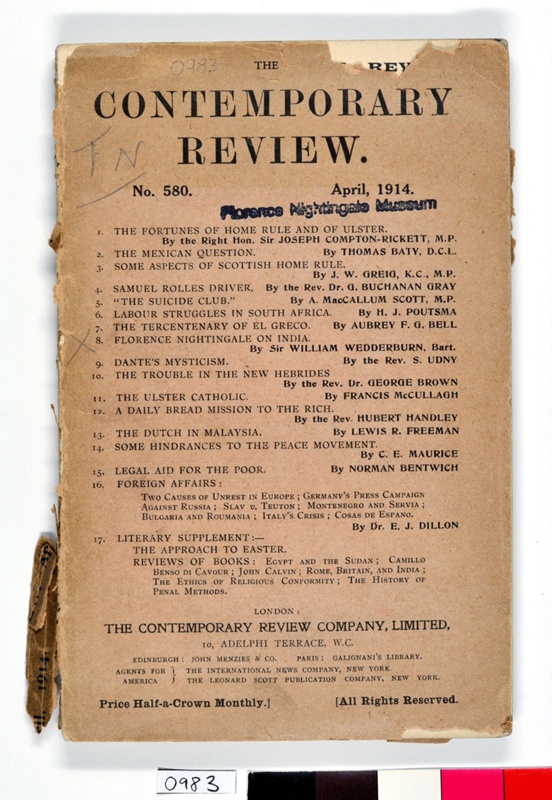 0983
THE
REV
CONTEMPORARY
REVIEW.
FN
No. 580. April, 1914.
Florence Nightingale Museum
1. THE FORTUNES OF HOME RULE AND OF ULSTER.
By the Right Hon. Sir JOSEPH COMPTON-RICKETT, M.P.
2. THE MEXICAN QUESTION. By THOMAS BATY, D.C.L.
3. SOME ASPECTS OF SCOTTISH HOME RULE.
By J. W. GREIG, K.C., M.P.
4. SAMUEL ROLLES DRIVER. By the Rev. Dr. G. BUCHANAN GRAY
5. "THE SUICIDE CLUB." By A. MacCALLUM SCOTT, M.P.
6. LABOUR STRUGGLES IN SOUTH AFRICA. By H. J. POUTSMA
7. THE TERCENTENARY OF EL GRECO. By AUBREY F. G. BELL
X
8. FLORENCE NIGHTINGALE ON INDIA.
By Sir WILLIAM WEDDERBURN, Bart.
9. DANTE'S MYSTICISM. By the Rev. S. UDNY
10. THE TROUBLE IN THE NEW HEBRIDES
By the Rev. Dr. GEORGE BROWN
11. THE ULSTER CATHOLIC. By FRANCIS McCULLAGH
12. A DAILY BREAD MISSION TO THE RICH.
By the Rev. HUBERT HANDLEY
13. THE DUTCH IN MALAYSIA. By LEWIS R. FREEMAN
14. SOME HINDRANCES TO THE PEACE MOVEMENT.
By C. E. MAURICE
15. LEGAL AID FOR THE POOR. By NORMAN BENTWICH
16. FOREIGN AFFAIRS:
TWO CAUSES OF UNREST IN EUROPE; GERMANY'S PRESS CAMPAIGN
AGAINST RUSSIA; SLAV v. TEUTON; MONTENEGRO AND SERVIA;
BULGARIA AND ROUMANIA; ITALY'S CRISIS; COSAS DE ESPANO.
By Dr. E. J. DILLON
17. LITERARY SUPPLEMENT:—
THE APPROACH TO EASTER.
REVIEWS OF BOOKS: EGYPT AND THE SUDAN; CAMILLO
BENSO DI CAVOUR; JOHN CALVIN; ROME, BRITAIN, AND INDIA;
THE ETHICS OF RELIGIOUS CONFORMITY; THE HISTORY OF
PENAL METHODS.
LONDON:
THE CONTEMPORARY REVIEW COMPANY, LIMITED,
10, ADELPHI TERRACE, W.C.
EDINBURGH: JOHN MENZIES & CO. PARIS: GALIGNANI'S LIBRARY.
AGENTS FOR } THE INTERNATIONAL NEWS COMPANY, NEW YORK.
AMERICA } THE LEONARD SCOTT PUBLICATION COMPANY, NEW YORK.
Price Half-a-Crown Monthly.] [All Rights Reserved.
1914.
0983